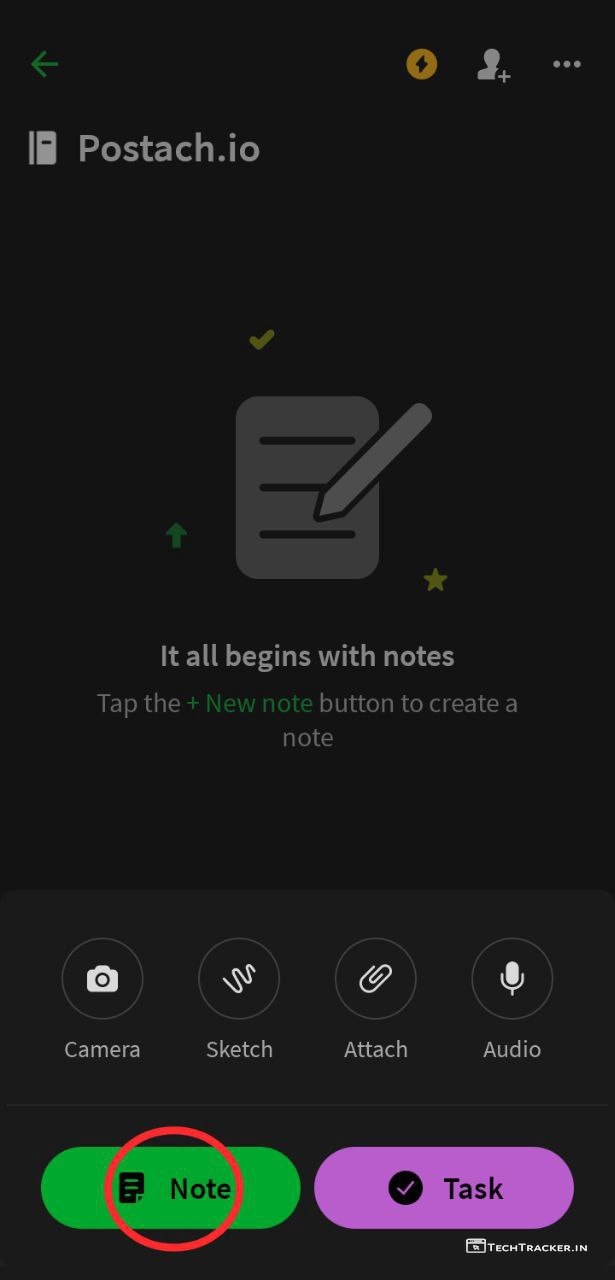 Postach.io
It all begins with notes
Tap the + New note button to create a
note
Camera Sketch Attach Audio
Note Task
TECHTRACKER.IN